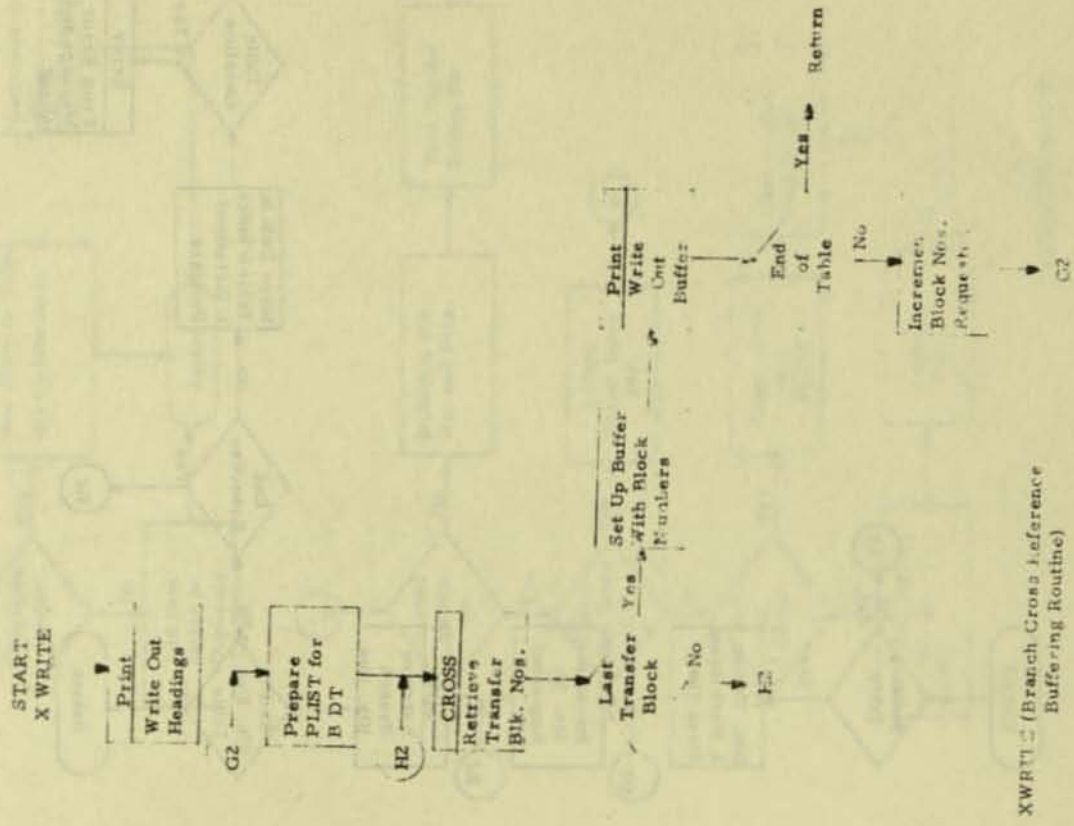 START
X WRITE
Print
Write Out
Headings
G2
Prepare
PLIST for
B DT
H2
CROSS
Retrieve
Transfer
Blk. Nos.
Last
Transfer
Block
Yes
No
H2
Set Up Buffer
With Block
Numbers
Print
Write
Out
Buffer
End
of
Table
Yes
Return
No
Increment
Block Nos.
G2
(Branch Cross Reference
Buffering Routine)